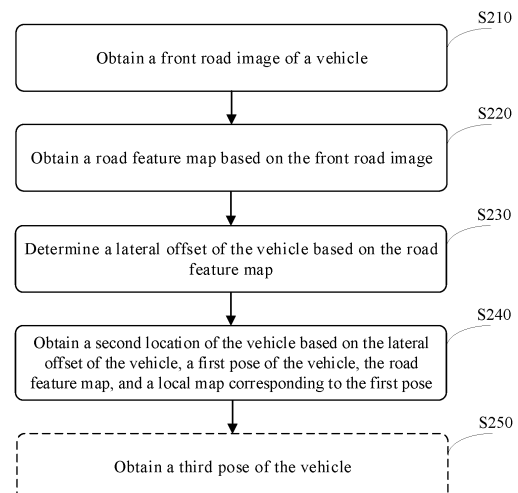 S210
Obtain a front road image of a vehicle
S220
Obtain a road feature map based on the front road image
S230
Determine a lateral offset of the vehicle based on the road
feature map
S240
Obtain a second location of the vehicle based on the lateral
offset of the vehicle, a first pose of the vehicle, the road
feature map, and a local map corresponding to the first pose
S250
Obtain a third pose of the vehicle